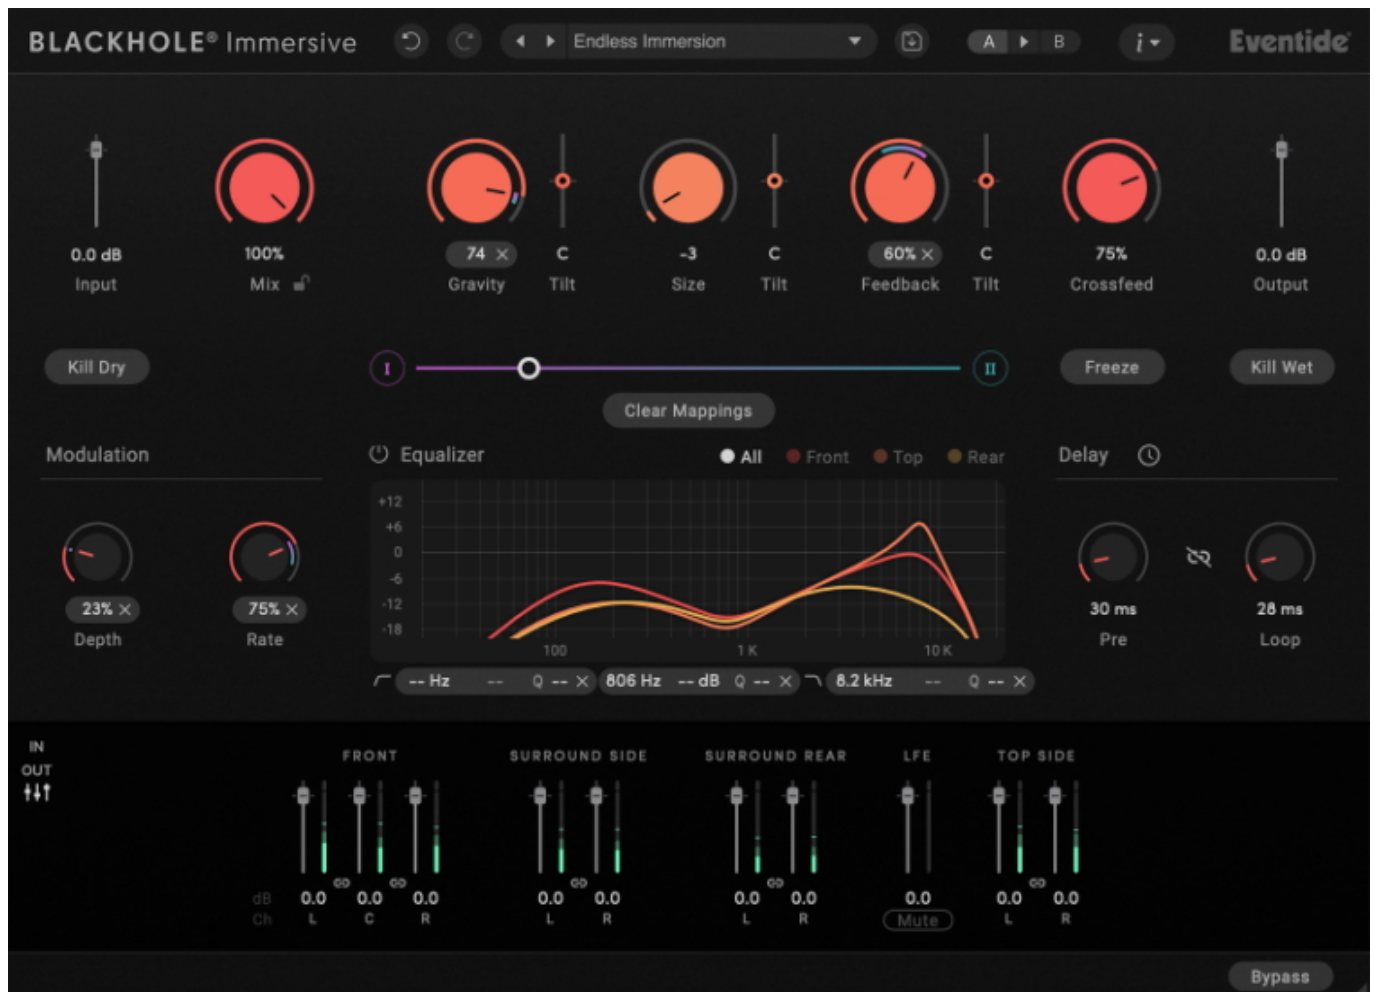 BLACKHOLE® Immersive Endless Immersion A B i Eventide®
0.0 dB 100% 74 × C -3 C 60% × C 75% 0.0 dB
Input Mix Gravity Tilt Size Tilt Feedback Tilt Crossfeed Output
Kill Dry I II Freeze Kill Wet
Clear Mappings
Modulation Equalizer All Front Top Rear Delay
+12
+6
0
-6
-12
-18
100 1 K 10 K
23% × 75% × 30 ms 28 ms
Depth Rate Pre Loop
-- Hz -- Q -- × 806 Hz -- dB Q -- × 8.2 kHz -- Q -- ×
IN
OUT
FRONT SURROUND SIDE SURROUND REAR LFE TOP SIDE
dB 0.0 0.0 0.0 0.0 0.0 0.0 0.0 0.0 0.0 0.0
Ch L C R L R L R Mute L R
Bypass